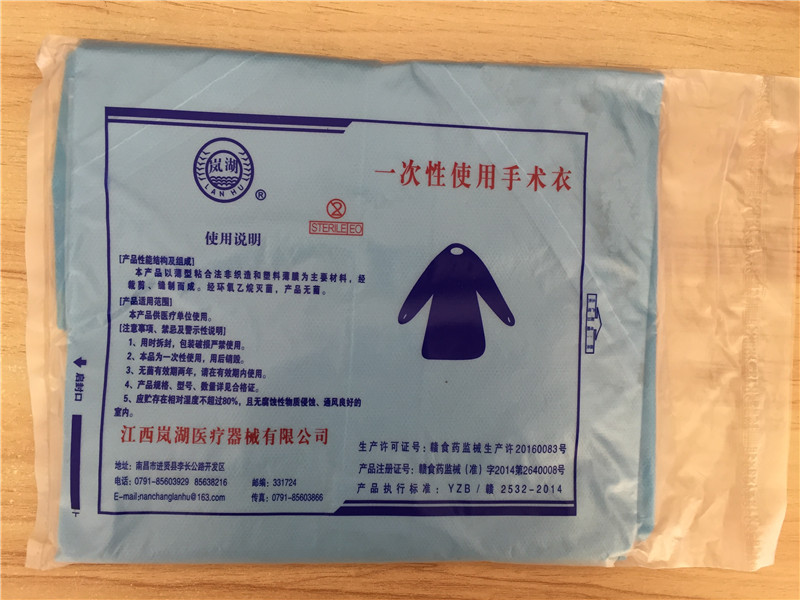 岚湖
LAN HU
®
一次性使用手术衣
STERILE EO
使用说明
[产品性能结构及组成]
本产品以薄型粘合法非织造和塑料薄膜为主要材料，经
裁剪、缝制而成。经环氧乙烷灭菌，产品无菌。
[产品适用范围]
本产品供医疗单位使用。
[注意事项、禁忌及警示性说明]
1、用时拆封，包装破损严禁使用。
2、本品为一次性使用，用后销毁。
3、无菌有效期两年，请在有效期内使用。
4、产品规格、型号、数量详见合格证。
5、应贮存在相对湿度不超过80%，且无腐蚀性物质侵蚀、通风良好的
室内。
江西岚湖医疗器械有限公司
地址：南昌市进贤县李长公路开发区
电话：0791-85603929 85638216 邮编：331724
E-mail:nanchanglanhu@163.com 传真：0791-85603866
生产许可证号：赣食药监械生产许20160083号
产品注册证号：赣食药监械（准）字2014第2640008号
产品执行标准：YZB/赣 2532-2014
启封口